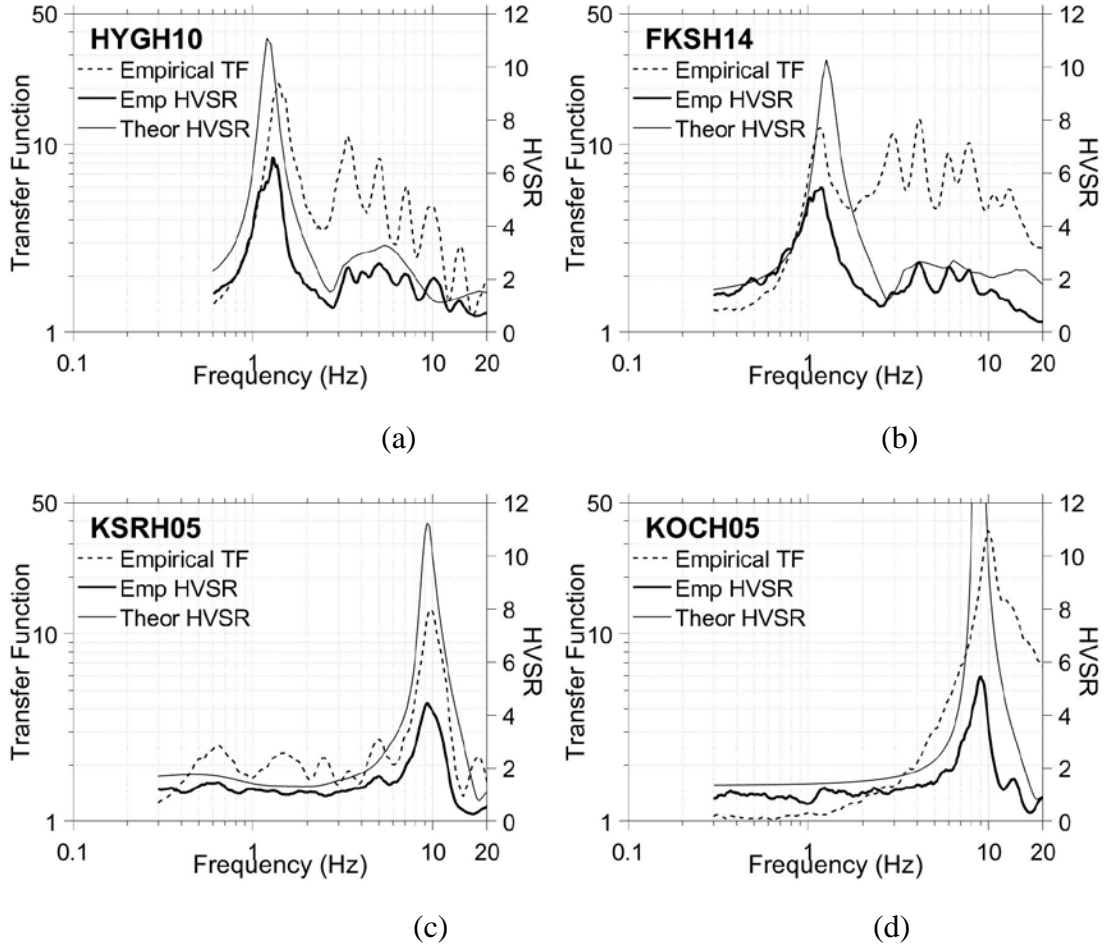 HYGH10
Empirical TF
Emp HVSR
Theor HVSR
50
10
1
Transfer Function
12
10
8
6
4
2
0
HVSR
0.1
1
10
20
Frequency (Hz)
(a)
FKSH14
Empirical TF
Emp HVSR
Theor HVSR
50
10
1
Transfer Function
12
10
8
6
4
2
0
HVSR
0.1
1
10
20
Frequency (Hz)
(b)
KSRH05
Empirical TF
Emp HVSR
Theor HVSR
50
10
1
Transfer Function
12
10
8
6
4
2
0
HVSR
0.1
1
10
20
Frequency (Hz)
(c)
KOCH05
Empirical TF
Emp HVSR
Theor HVSR
50
10
1
Transfer Function
12
10
8
6
4
2
0
HVSR
0.1
1
10
20
Frequency (Hz)
(d)